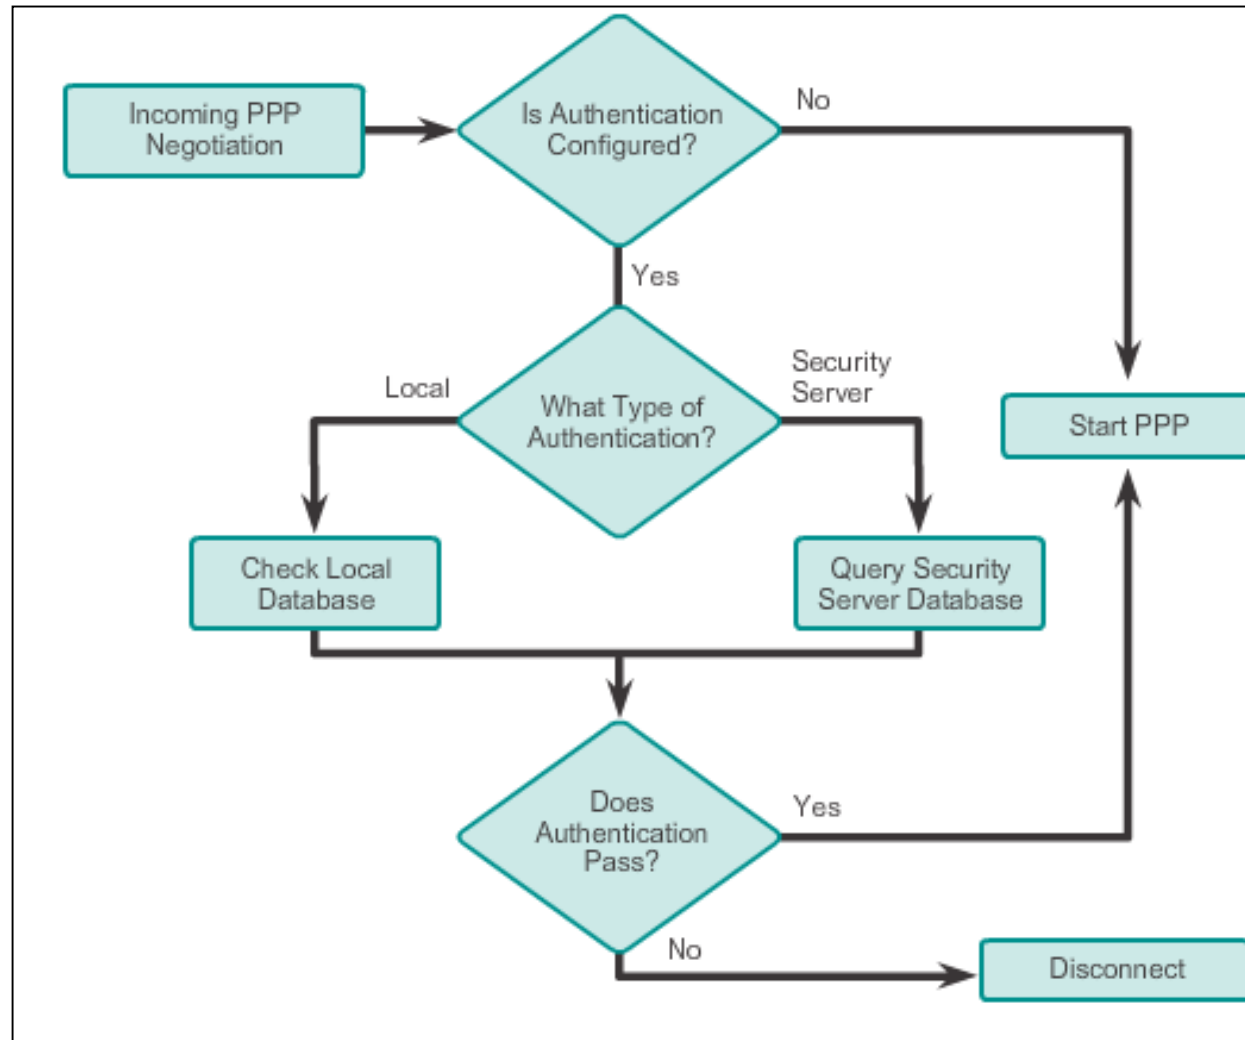 Incoming PPP
Negotiation
Is Authentication
Configured?
No
Yes
What Type of
Authentication?
Local
Security
Server
Start PPP
Check Local
Database
Query Security
Server Database
Does
Authentication
Pass?
Yes
No
Disconnect